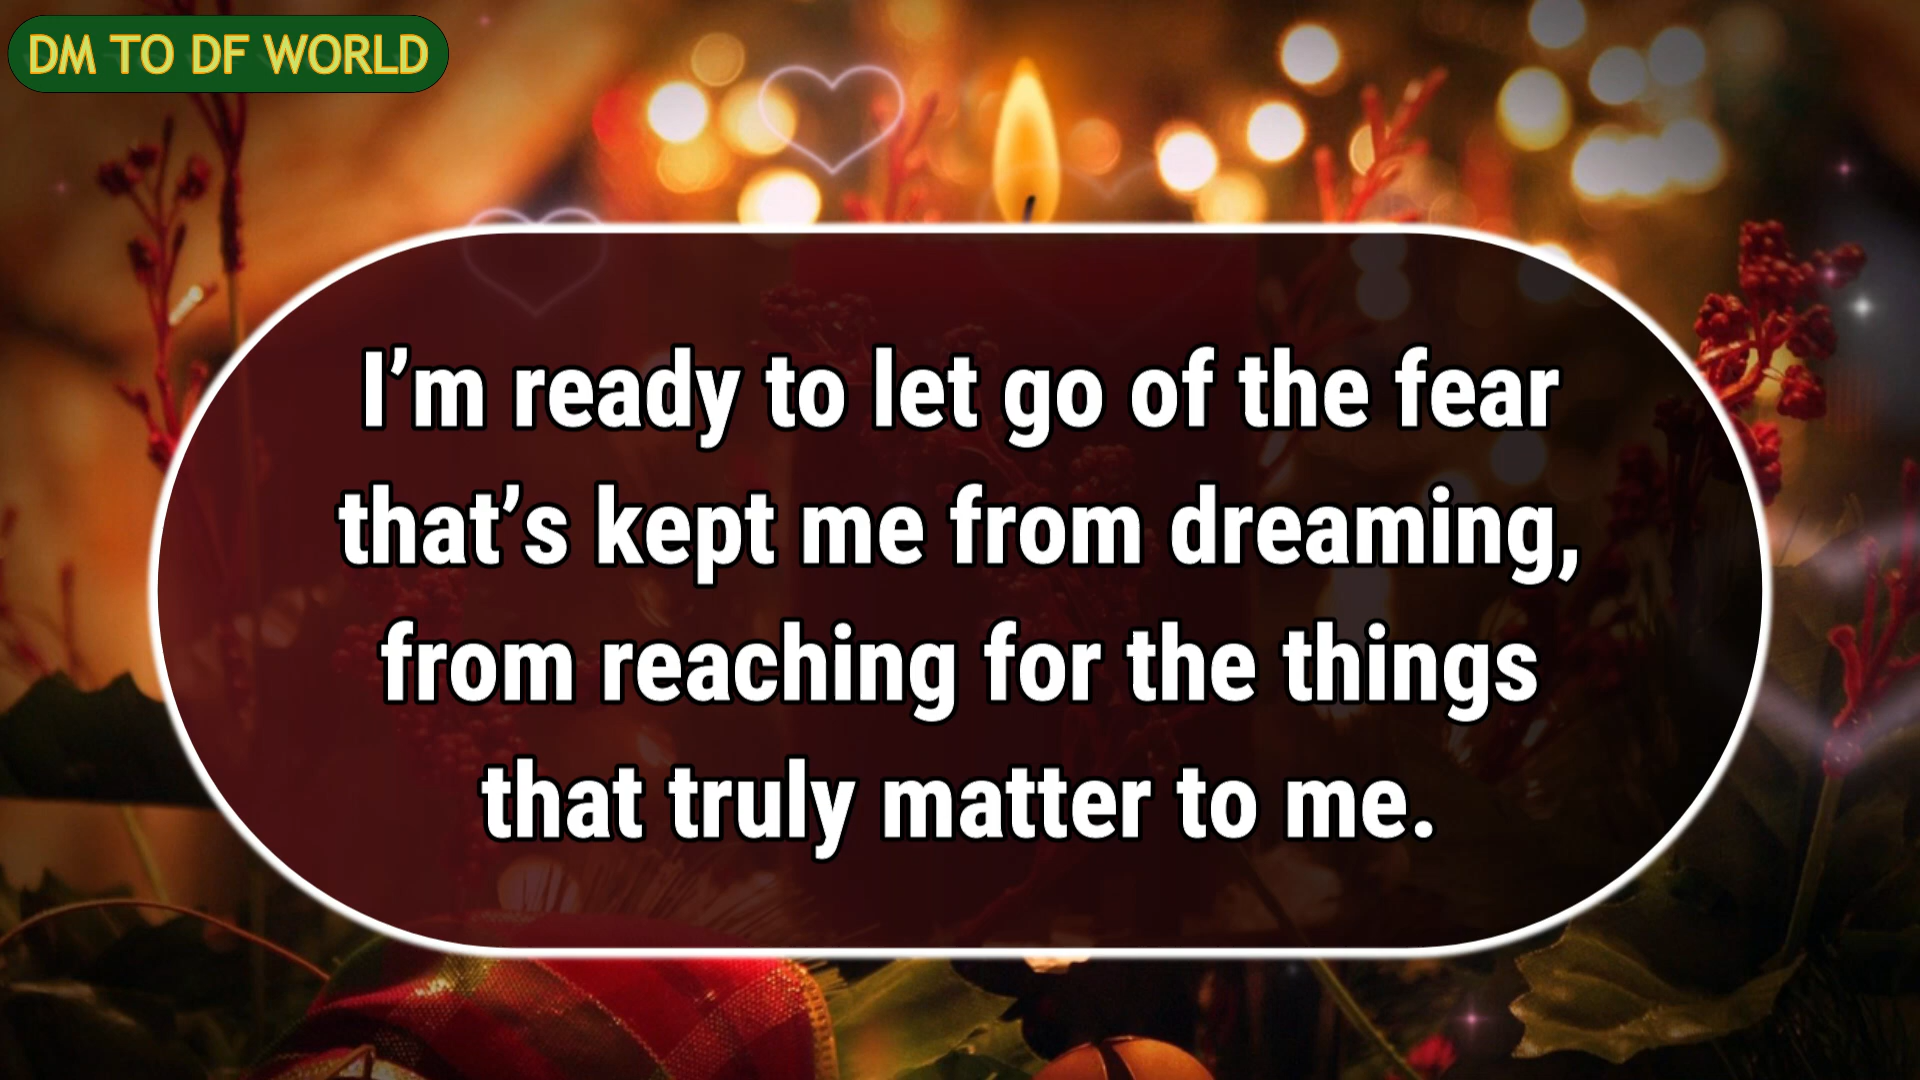 DM TO DF WORLD
I’m ready to let go of the fear
that’s kept me from dreaming,
from reaching for the things
that truly matter to me.